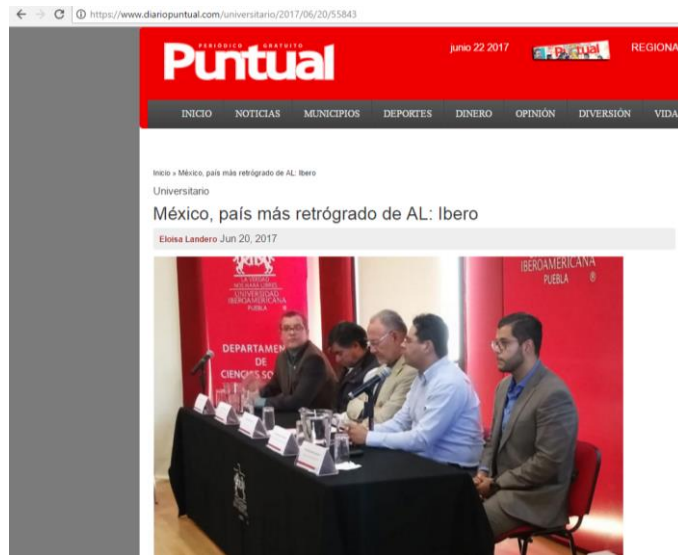 https://www.diariopuntual.com/universitario/2017/06/20/55843
PERIÓDICO GRATUITO
Puntual
junio 22 2017
REGIONA
INICIO NOTICIAS MUNICIPIOS DEPORTES DINERO OPINIÓN DIVERSIÓN VIDA
Inicio » México, país más retrógrado de AL: Ibero
Universitario
México, país más retrógrado de AL: Ibero
Eloisa Landero Jun 20, 2017
LA VERDAD
NOS HARÁ LIBRES
UNIVERSIDAD
IBEROAMERICANA
PUEBLA ®
DEPARTAMEN
DE
CIENCIAS SO
IBEROAMERICANA
PUEBLA ®